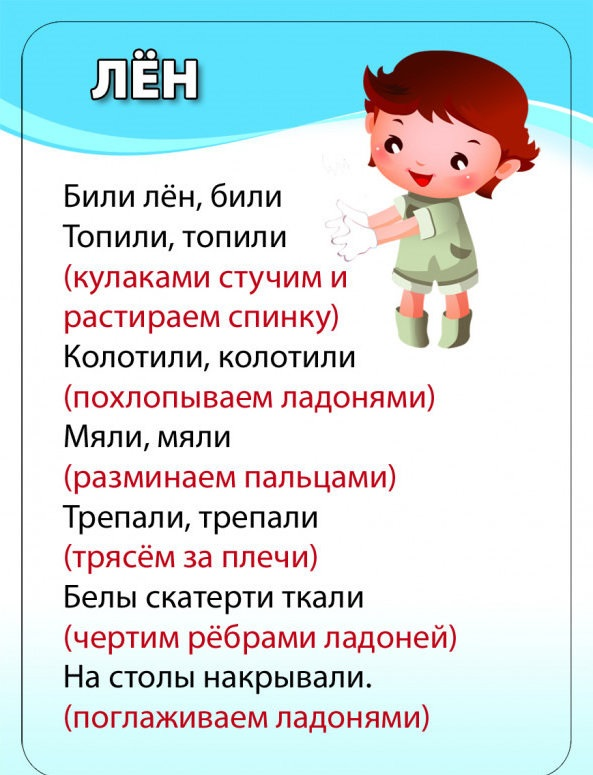 ЛЁН
Били лён, били
Топили, топили
(кулаками стучим и
растираем спинку)
Колотили, колотили
(похлопываем ладонями)
Мяли, мяли
(разминаем пальцами)
Трепали, трепали
(трясём за плечи)
Белы скатерти ткали
(чертим рёбрами ладоней)
На столы накрывали.
(поглаживаем ладонями)